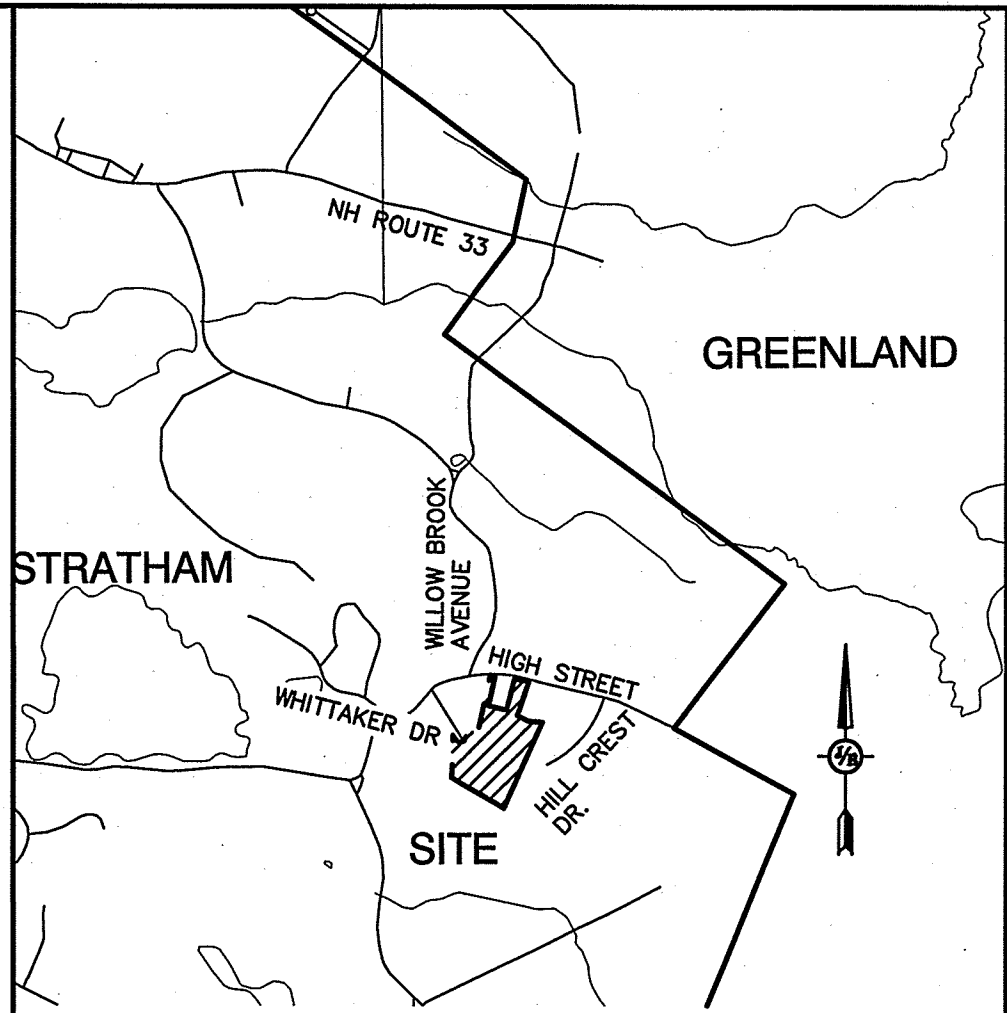 NH ROUTE 33
GREENLAND
WILLOW BROOK
AVENUE
STRATHAM
HIGH STREET
WHITTAKER DR
HILL CREST
DR.
SITE